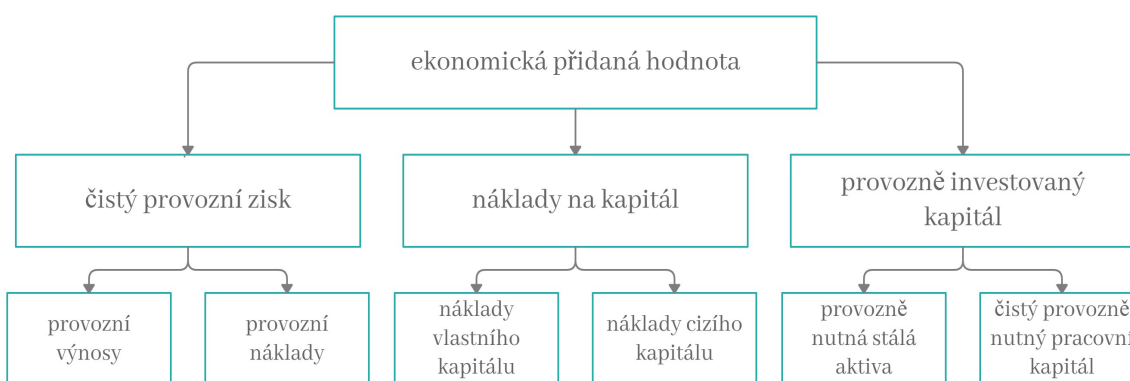 ekonomická přidaná hodnota
čistý provozní zisk
náklady na kapitál
provozně investovaný
kapitál
provozní
výnosy
provozní
náklady
náklady
vlastního
kapitálu
náklady cizího
kapitálu
provozně
nutná stálá
aktiva
čistý provozně
nutný pracovní
kapitál